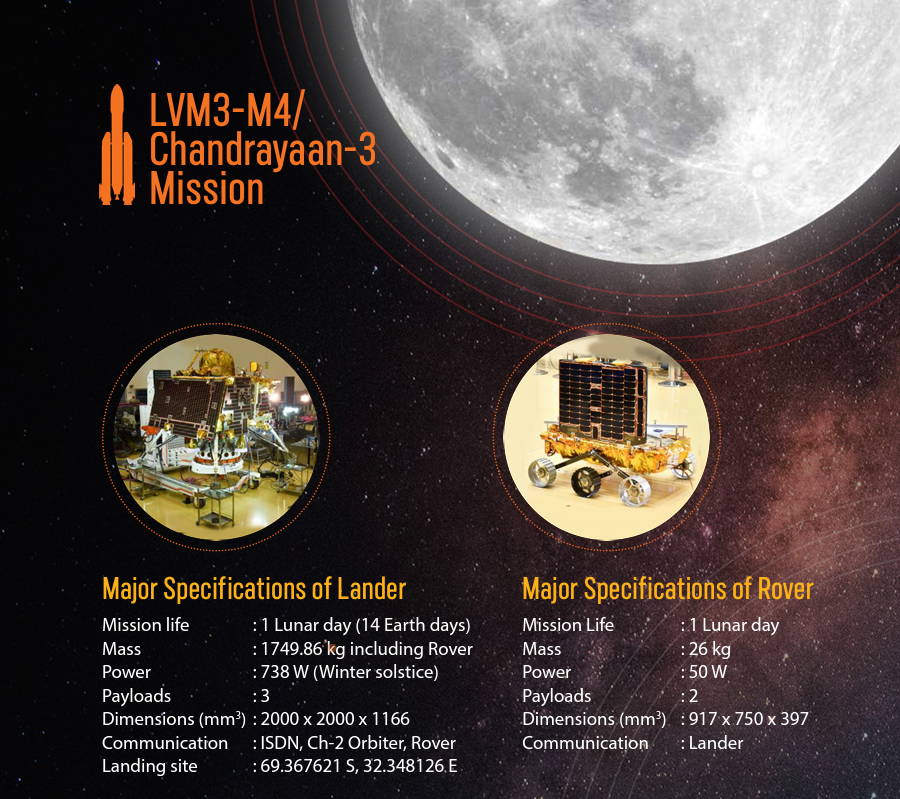 LVM3-M4/
Chandrayaan-3
Mission
Major Specifications of Lander
Mission life : 1 Lunar day (14 Earth days)
Mass : 1749.86 kg including Rover
Power : 738 W (Winter solstice)
Payloads : 3
Dimensions (mm³) : 2000 x 2000 x 1166
Communication : ISDN, Ch-2 Orbiter, Rover
Landing site : 69.367621 S, 32.348126 E
Major Specifications of Rover
Mission Life : 1 Lunar day
Mass : 26 kg
Power : 50 W
Payloads : 2
Dimensions (mm³) : 917 x 750 x 397
Communication : Lander